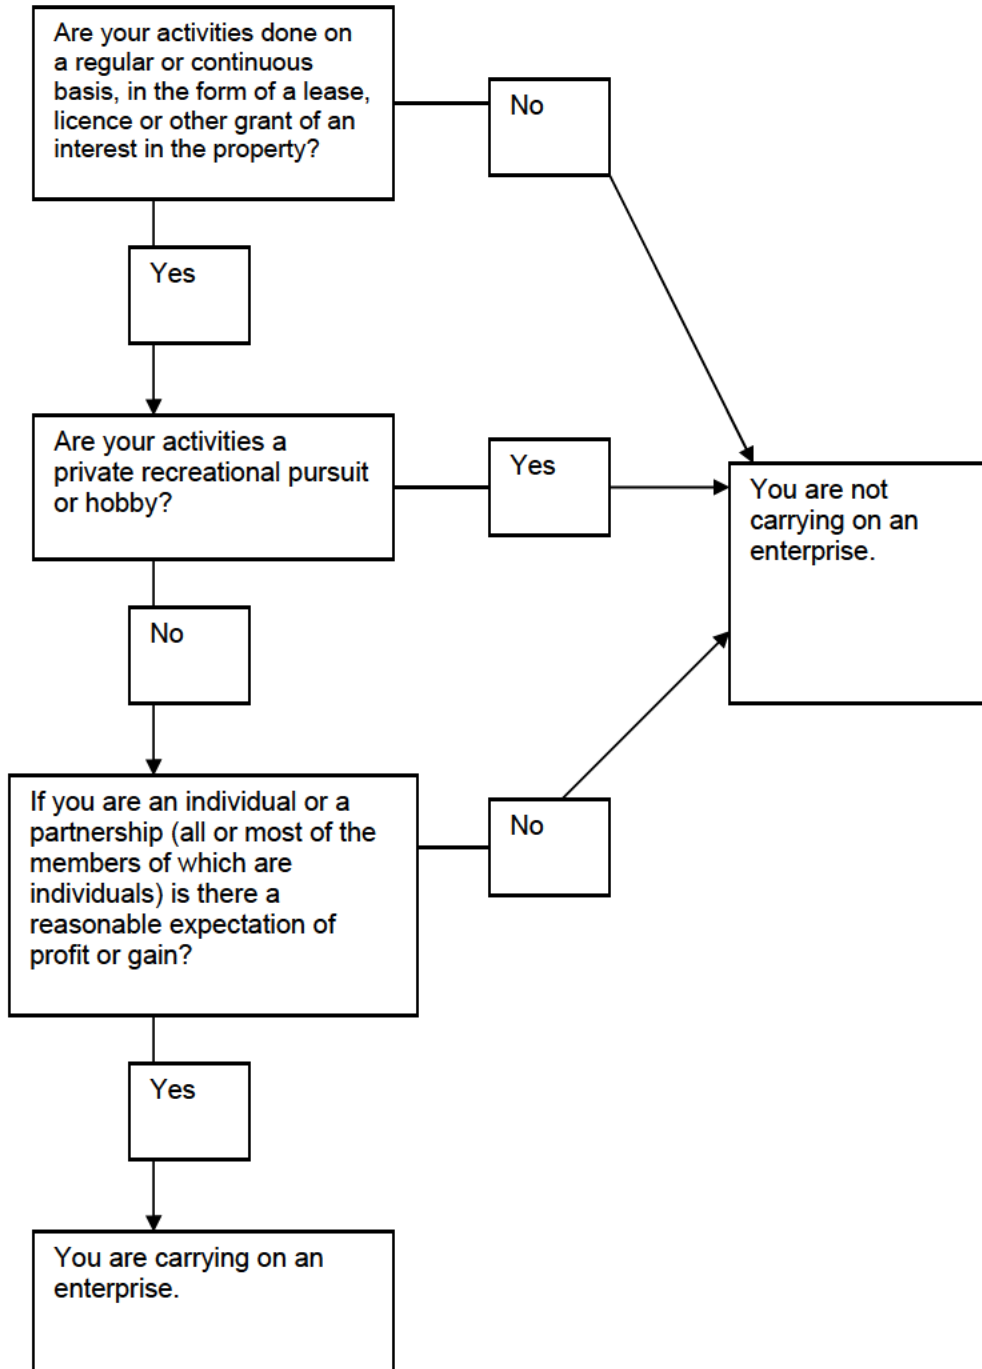 Are your activities done on
a regular or continuous
basis, in the form of a lease,
licence or other grant of an
interest in the property?
No
Yes
Are your activities a
private recreational pursuit
or hobby?
Yes
You are not
carrying on an
enterprise.
No
If you are an individual or a
partnership (all or most of the
members of which are
individuals) is there a
reasonable expectation of
profit or gain?
No
Yes
You are carrying on an
enterprise.